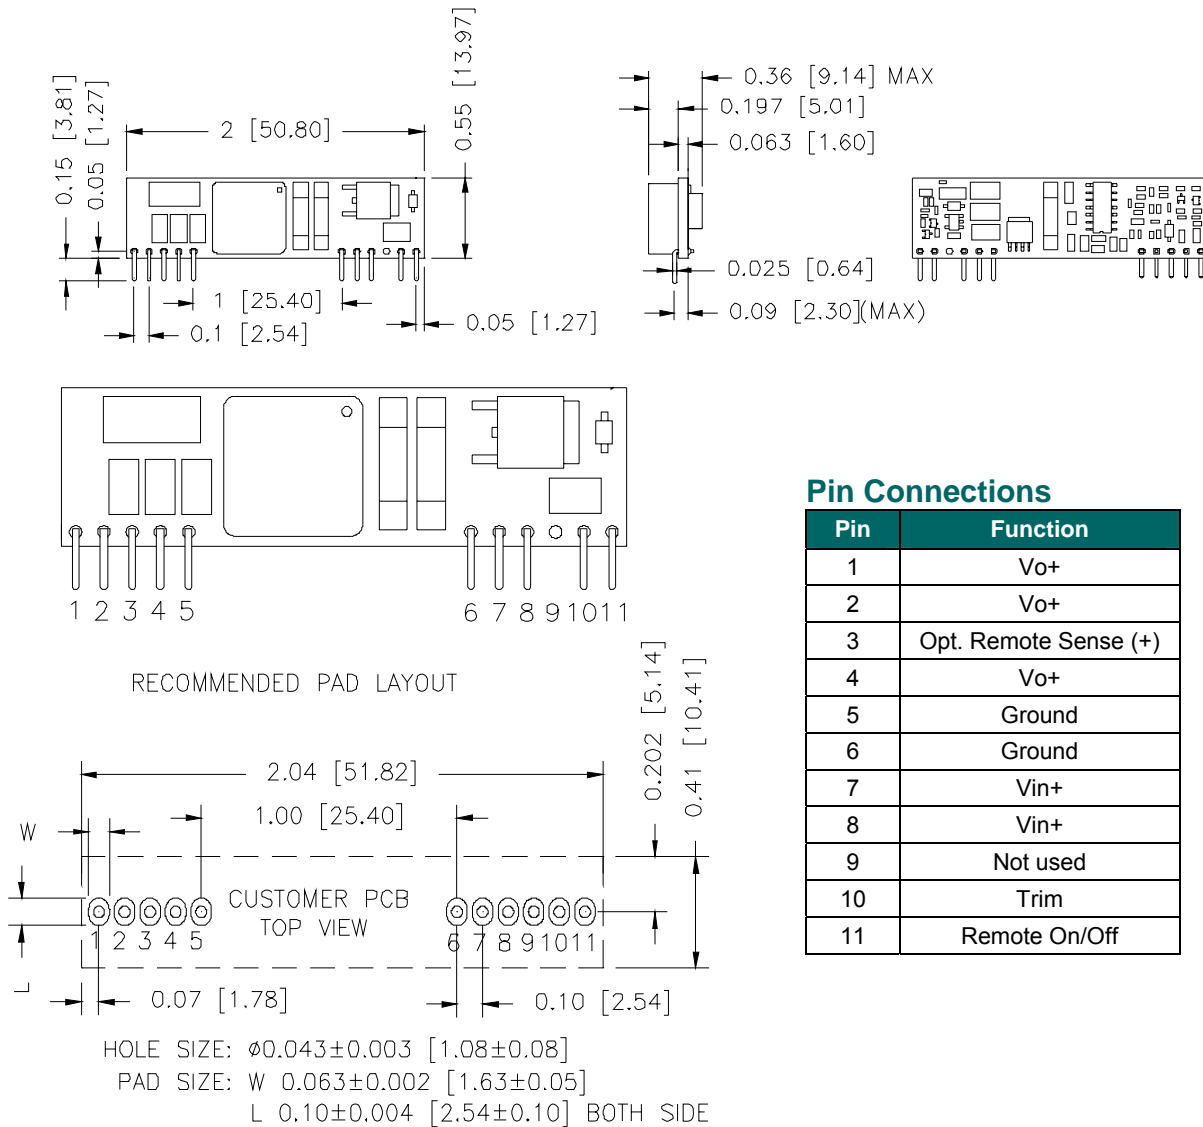 0.15 [3.81]
0.05 [1.27]
2 [50.80]
0.55 [13.97]
1 [25.40]
0.1 [2.54]
0.05 [1.27]
0.36 [9.14] MAX
0.197 [5.01]
0.063 [1.60]
0.025 [0.64]
0.09 [2.30](MAX)
1 2 3 4 5 6 7 8 9 10 11
Pin Connections
Pin Function
1 Vo+
2 Vo+
3 Opt. Remote Sense (+)
4 Vo+
5 Ground
6 Ground
7 Vin+
8 Vin+
9 Not used
10 Trim
11 Remote On/Off
RECOMMENDED PAD LAYOUT
2.04 [51.82]
1.00 [25.40]
0.202 [5.14]
0.41 [10.41]
W
L
CUSTOMER PCB
TOP VIEW
1 2 3 4 5 6 7 8 9 10 11
0.07 [1.78]
0.10 [2.54]
HOLE SIZE: ø0.043±0.003 [1.08±0.08]
PAD SIZE: W 0.063±0.002 [1.63±0.05]
L 0.10±0.004 [2.54±0.10] BOTH SIDE